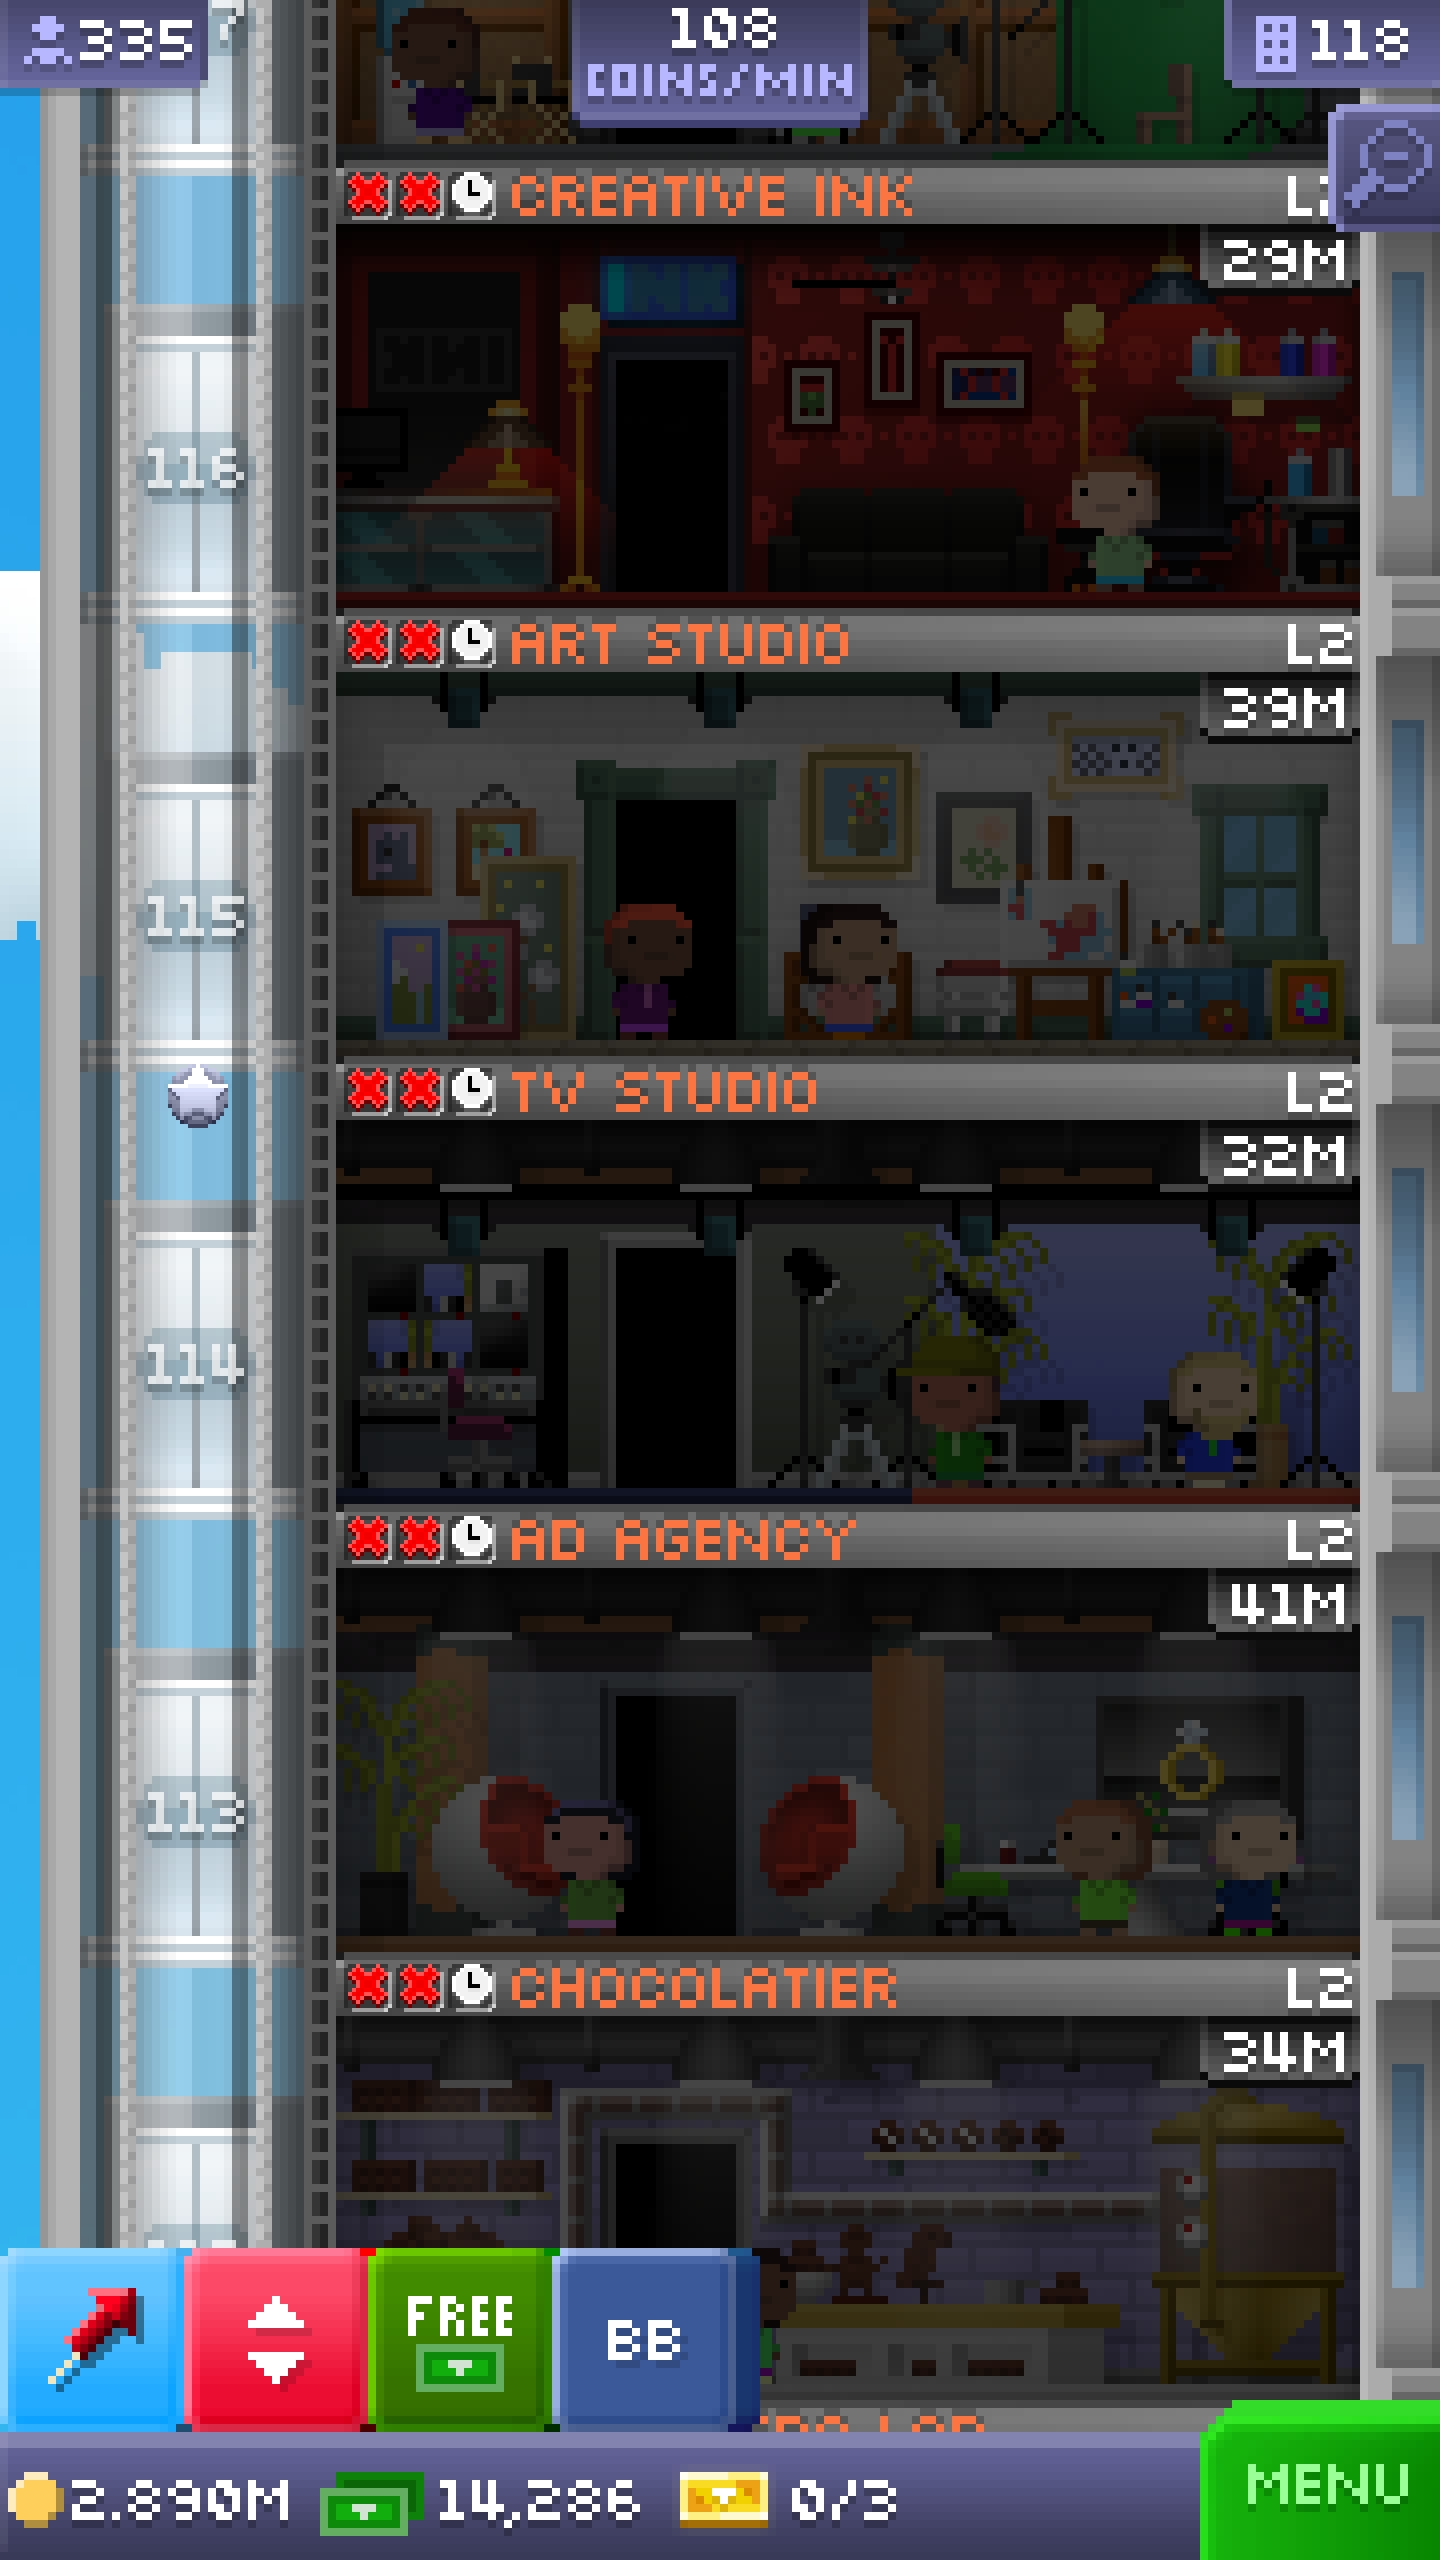 335
?
108
COINS/MIN
118
CREATIVE INK
29M
INK
116
ART STUDIO L2
39M
115
TV STUDIO L2
32M
114
AD AGENCY L2
41M
113
CHOCOLATIER L2
34M
FREE
BB
2.890M 14,286 0/3
MENU